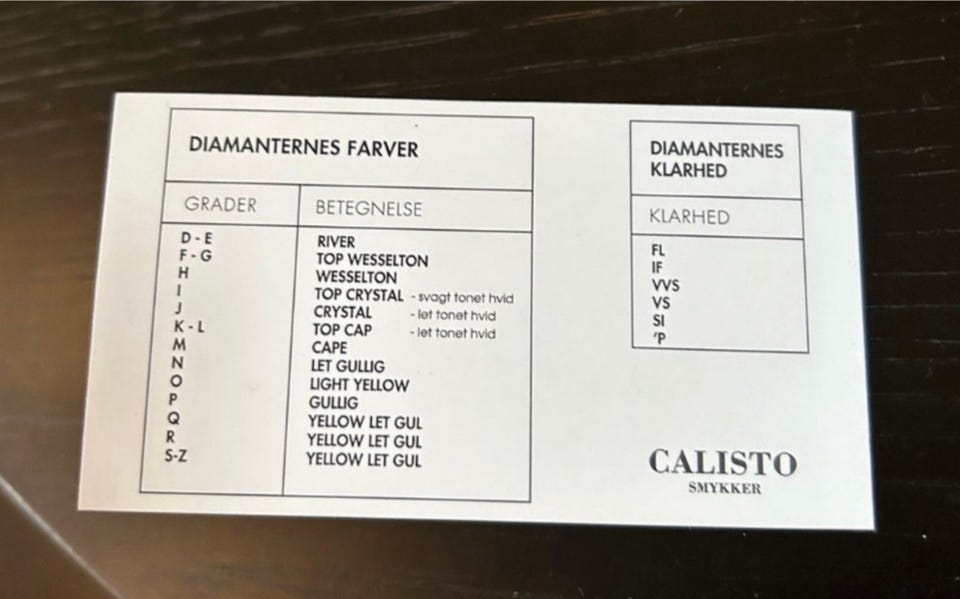 DIAMANTERNES FARVER
GRADER BETEGNELSE
D - E RIVER
F - G TOP WESSELTON
H WESSELTON
I TOP CRYSTAL - svagt tonet hvid
J CRYSTAL - let tonet hvid
K - L TOP CAP - let tonet hvid
M CAPE
N LET GULLIG
O LIGHT YELLOW
P GULLIG
Q YELLOW LET GUL
R YELLOW LET GUL
S-Z YELLOW LET GUL
DIAMANTERNES
KLARHED
KLARHED
FL
IF
VVS
VS
SI
'P
CALISTO
SMYKKER